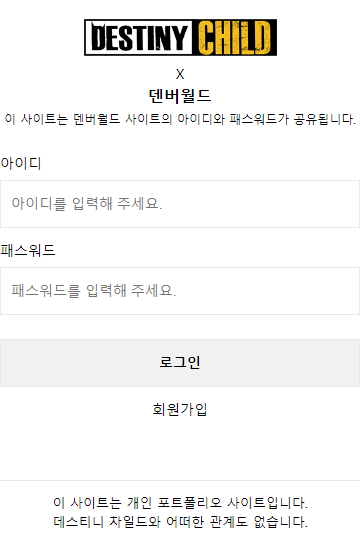 DESTINY CHILD
X
덴버월드
이 사이트는 덴버월드 사이트의 아이디와 패스워드가 공유됩니다.
아이디
아이디를 입력해 주세요.
패스워드
패스워드를 입력해 주세요.
로그인
회원가입
이 사이트는 개인 포트폴리오 사이트입니다.
데스티니 차일드와 어떠한 관계도 없습니다.